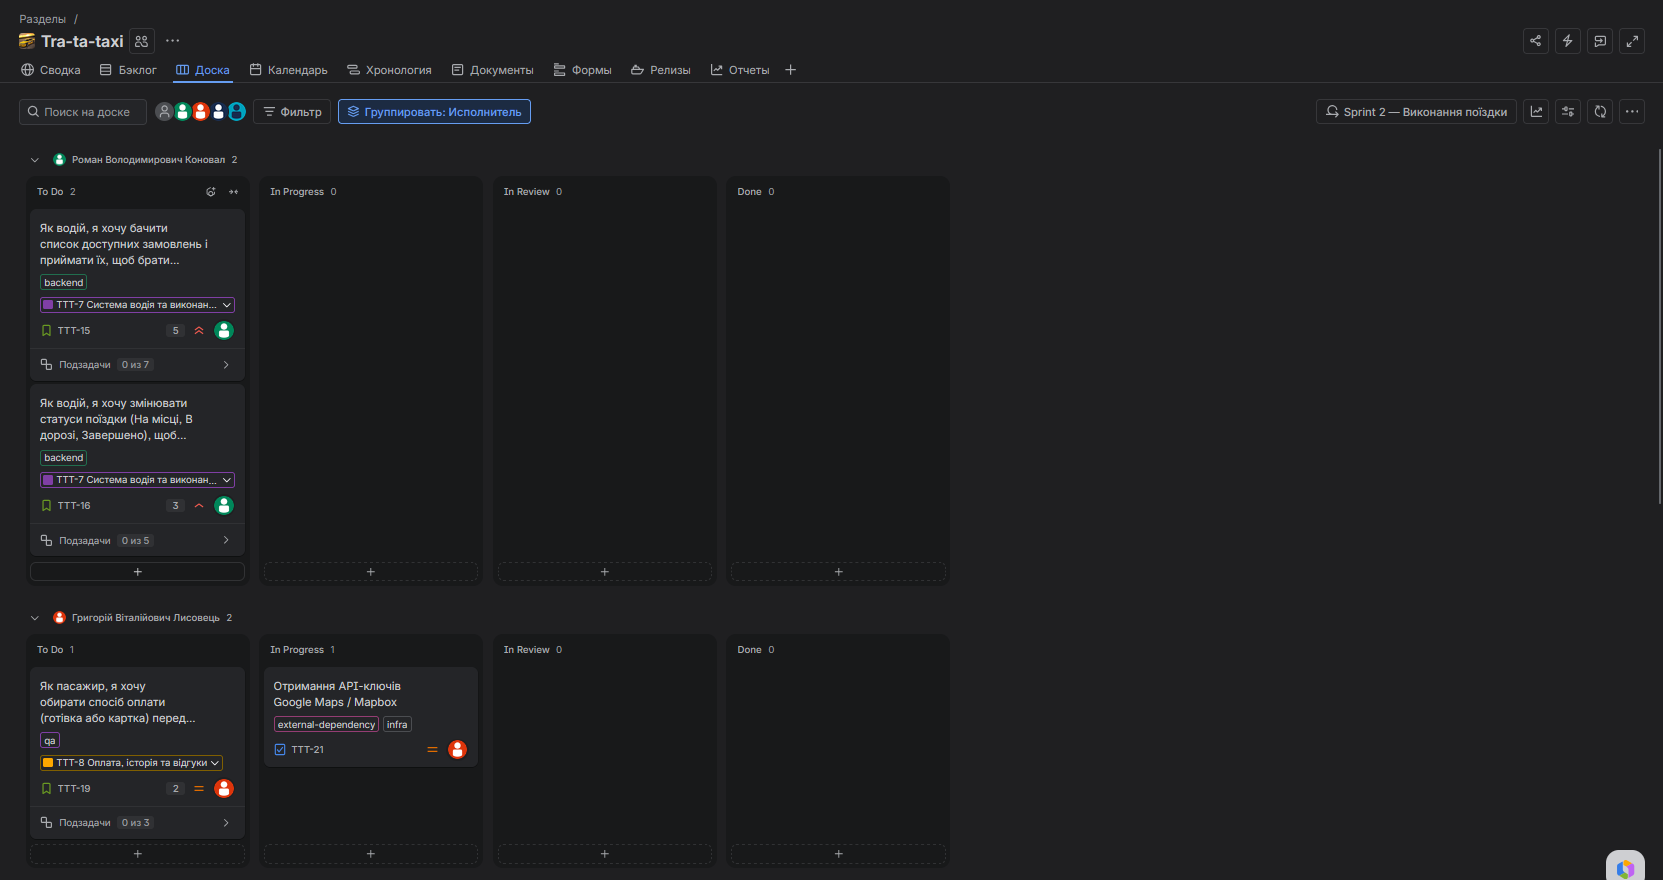 Разделы /
Tra-ta-taxi
Сводка Бэклог Доска Календарь Хронология Документы Формы Релизы Отчеты
Поиск на доске Фильтр Группировать: Исполнитель Sprint 2 — Виконання поїздки
Роман Володимирович Коновал 2
To Do 2 In Progress 0 In Review 0 Done 0
Як водій, я хочу бачити
список доступних замовлень і
приймати їх, щоб брати...
backend
TTT-7 Система водія та виконан...
TTT-15 5
Подзадачи 0 из 7
Як водій, я хочу змінювати
статуси поїздки (На місці, В
дорозі, Завершено), щоб...
backend
TTT-7 Система водія та виконан...
TTT-16 3
Подзадачи 0 из 5
+ + + +
Григорій Віталійович Лисовець 2
To Do 1 In Progress 1 In Review 0 Done 0
Як пасажир, я хочу
обирати спосіб оплати
(готівка або картка) перед...
qa
TTT-8 Оплата, історія та відгуки
TTT-19 2
Подзадачи 0 из 3
Отримання API-ключів
Google Maps / Mapbox
external-dependency infra
TTT-21
+ + + +